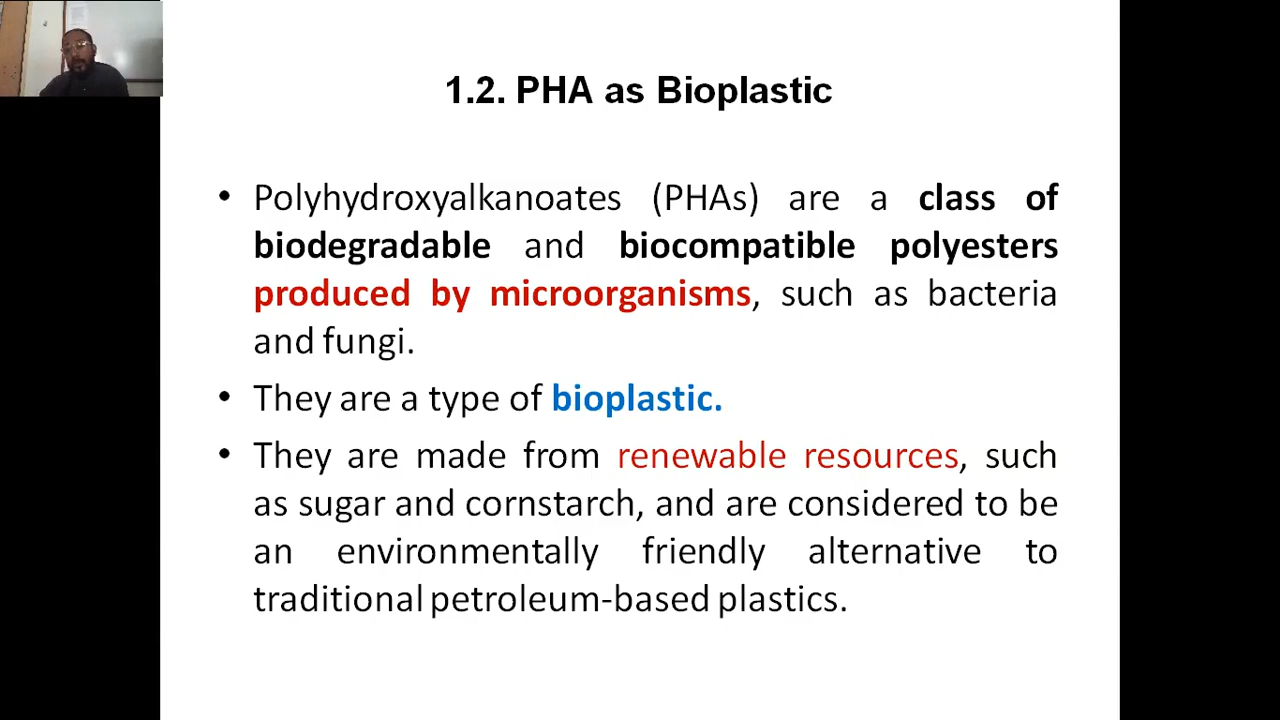 1.2. PHA as Bioplastic
• Polyhydroxyalkanoates (PHAs) are a class of
biodegradable and biocompatible polyesters
produced by microorganisms, such as bacteria
and fungi.
• They are a type of bioplastic.
• They are made from renewable resources, such
as sugar and cornstarch, and are considered to be
an environmentally friendly alternative to
traditional petroleum-based plastics.